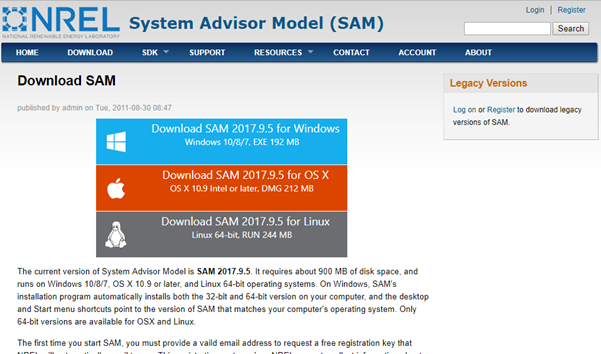 Login | Register
NREL
NATIONAL RENEWABLE ENERGY LABORATORY
System Advisor Model (SAM)
Search
HOME DOWNLOAD SDK SUPPORT RESOURCES CONTACT ACCOUNT ABOUT
Download SAM
published by admin on Tue, 2011-08-30 08:47
Download SAM 2017.9.5 for Windows
Windows 10/8/7, EXE 192 MB
Download SAM 2017.9.5 for OS X
OS X 10.9 Intel or later, DMG 212 MB
Download SAM 2017.9.5 for Linux
Linux 64-bit, RUN 244 MB
The current version of System Advisor Model is SAM 2017.9.5. It requires about 900 MB of disk space, and
runs on Windows 10/8/7, OS X 10.9 or later, and Linux 64-bit operating systems. On Windows, SAM's
installation program automatically installs both the 32-bit and 64-bit version on your computer, and the desktop
and Start menu shortcuts point to the version of SAM that matches your computer's operating system. Only
64-bit versions are available for OSX and Linux.
The first time you start SAM, you must provide a vaild email address to request a free registration key that
Legacy Versions
Log on or Register to download legacy
versions of SAM.